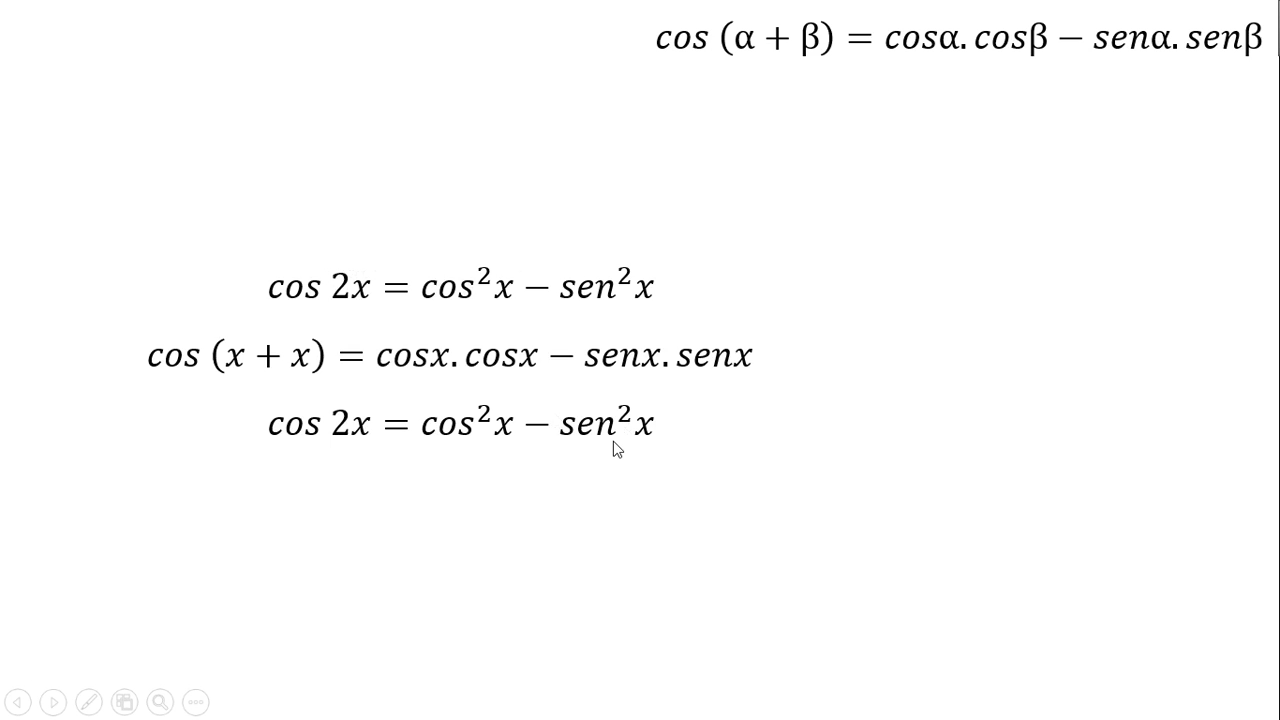 cos (α + β) = cosα. cosβ − senα. senβ
cos 2x = cos²x − sen²x
cos (x + x) = cosx. cosx − senx. senx
cos 2x = cos²x − sen²x